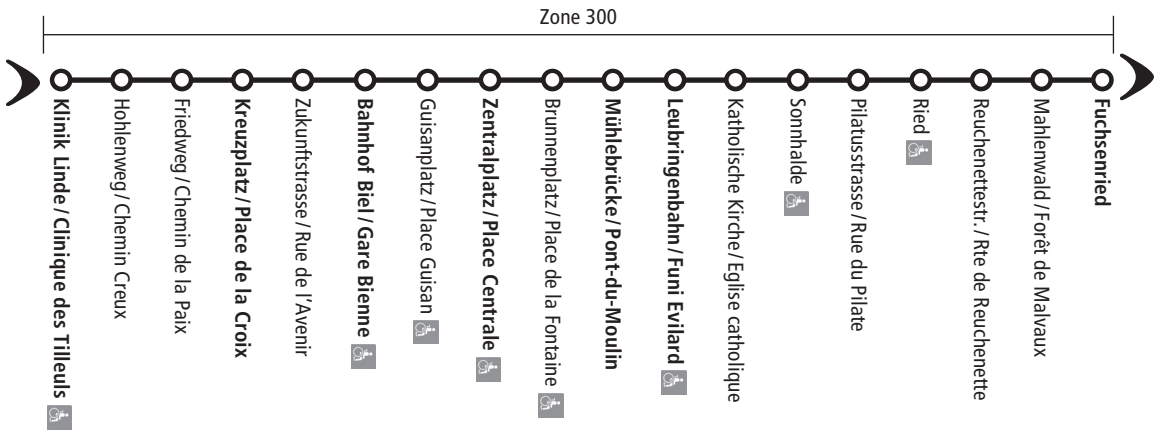 Zone 300
Klinik Linde / Clinique des Tilleuls
Hohlenweg / Chemin Creux
Friedweg / Chemin de la Paix
Kreuzplatz / Place de la Croix
Zukunftstrasse / Rue de l'Avenir
Bahnhof Biel / Gare Bienne
Guisanplatz / Place Guisan
Zentralplatz / Place Centrale
Brunnenplatz / Place de la Fontaine
Mühlebrücke / Pont-du-Moulin
Leubringenbahn / Funi Evilard
Katholische Kirche / Eglise catholique
Sonnhalde
Pilatusstrasse / Rue du Pilate
Ried
Reuchenettestr. / Rte de Reuchenette
Mahlenwald / Forêt de Malvaux
Fuchsenried